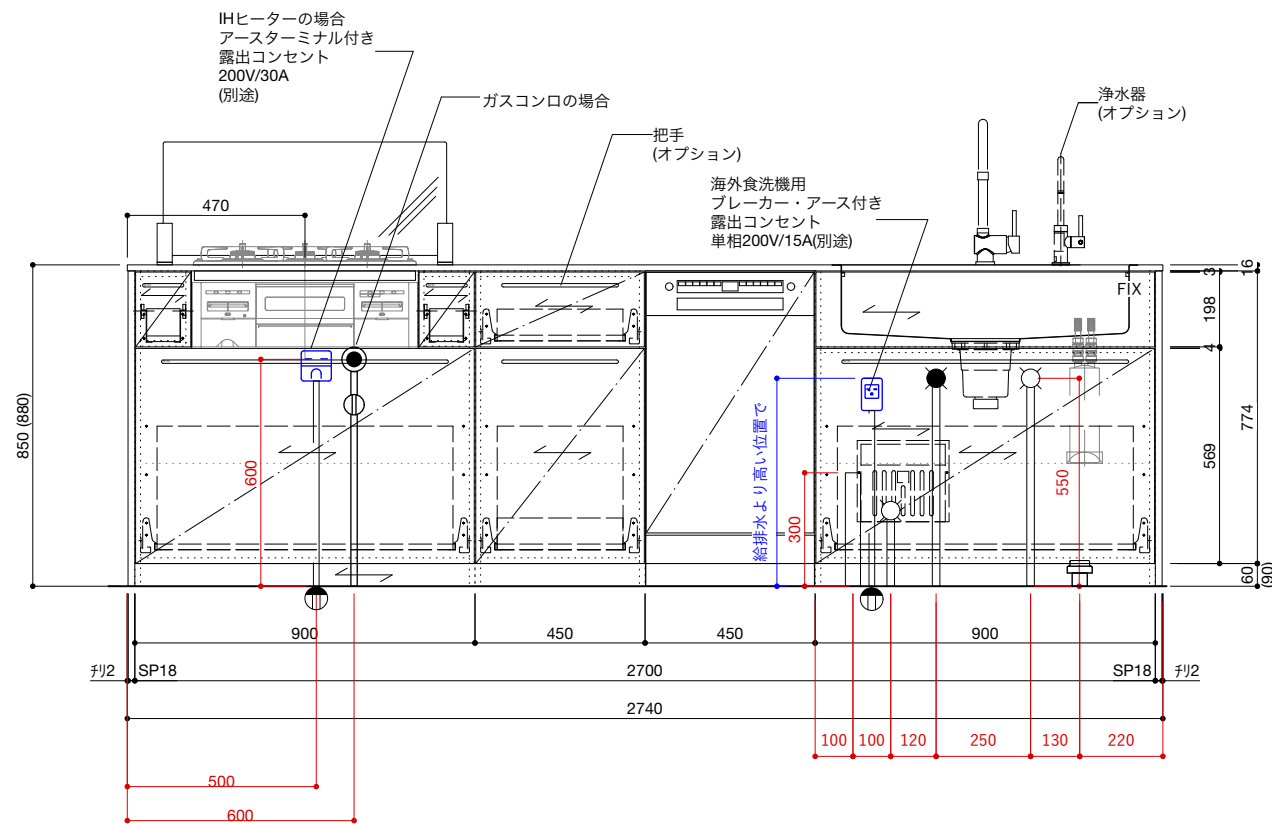 IHヒーターの場合
アースターミナル付き
露出コンセント
200V/30A
(別途)
ガスコンロの場合
把手
(オプション)
海外食洗機用
ブレーカー・アース付き
露出コンセント
単相200V/15A(別途)
浄水器
(オプション)
470
850 (880)
600
給排水より高い位置で
300
550
FIX
16
3
198
4
569
774
60
(90)
900
450
450
900
チリ2
SP18
2700
SP18
チリ2
2740
100
100
120
250
130
220
500
600